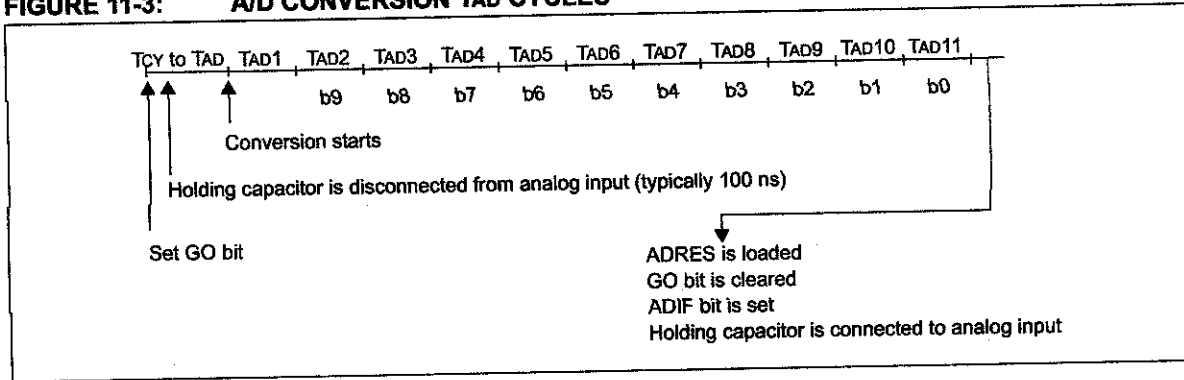 FIGURE 11-3: A/D CONVERSION TAD CYCLES
TCY to TAD TAD1 TAD2 TAD3 TAD4 TAD5 TAD6 TAD7 TAD8 TAD9 TAD10 TAD11
b9 b8 b7 b6 b5 b4 b3 b2 b1 b0
Conversion starts
Holding capacitor is disconnected from analog input (typically 100 ns)
Set GO bit
ADRES is loaded
GO bit is cleared
ADIF bit is set
Holding capacitor is connected to analog input